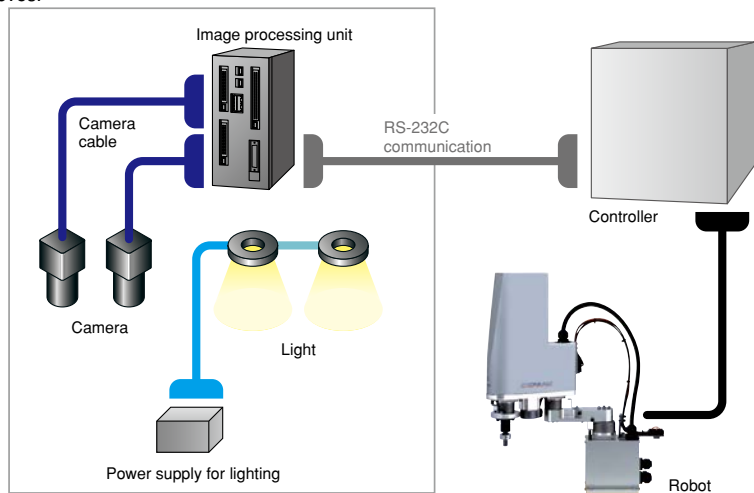 Image processing unit
Camera
cable
RS-232C
communication
Controller
Camera
Light
Power supply for lighting
Robot